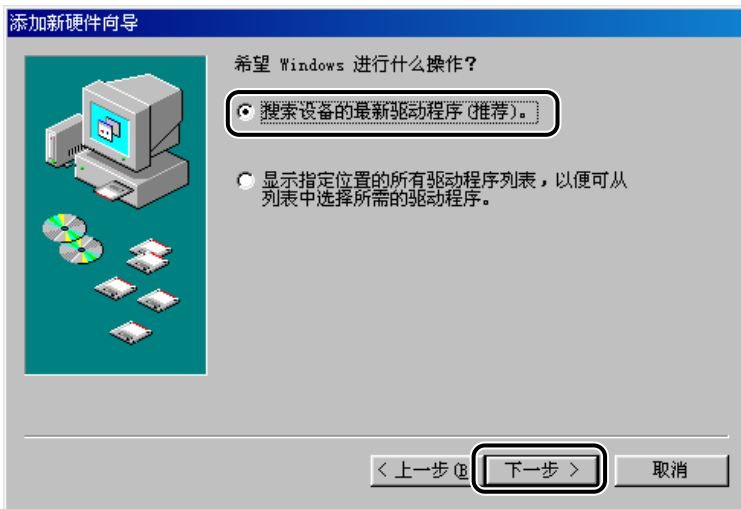 添加新硬件向导
希望 Windows 进行什么操作?
搜索设备的最新驱动程序(推荐)。
显示指定位置的所有驱动程序列表，以便可从
列表中选择所需的驱动程序。
< 上一步(B
下一步 >
取消